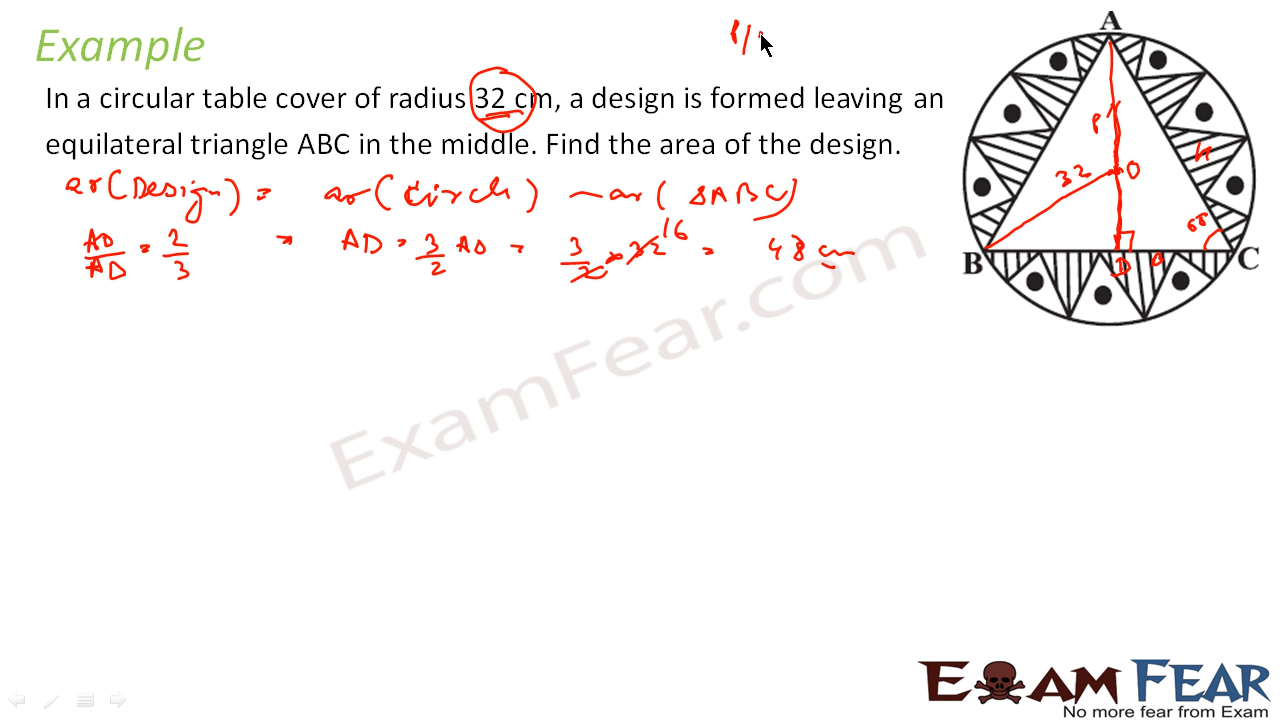 Example
In a circular table cover of radius 32 cm, a design is formed leaving an
equilateral triangle ABC in the middle. Find the area of the design.
ar(Design) = ar(Circle) - ar(ΔABC)
AO/AD = 2/3 ⇒ AD = 3/2 AO = 3/2 × 32 16 = 48 cm
P/
A
P
32
O
H
60
B
D
B
C
ExamFear.com
EXAM FEAR
No more fear from Exam